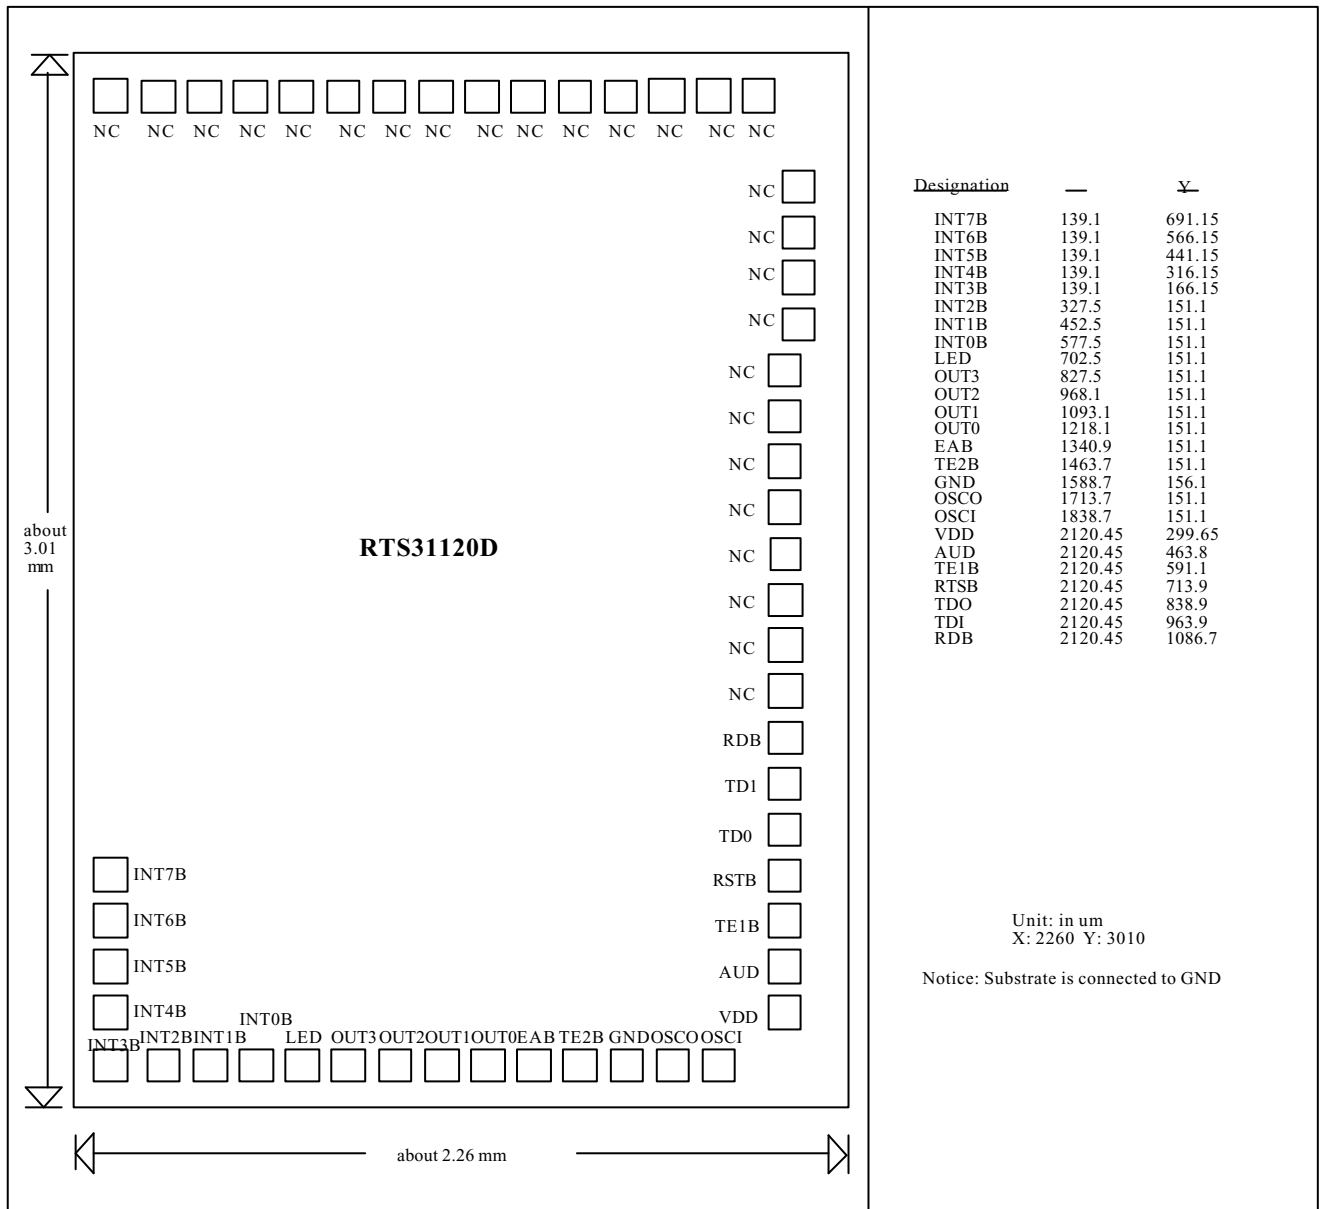 NC NC NC NC NC NC NC NC NC NC NC NC NC NC NC
NC
NC
NC
NC
NC
NC
NC
NC
NC
NC
NC
NC
RDB
TD1
TD0
RSTB
TE1B
AUD
VDD
RTS31120D
about
3.01
mm
INT7B
INT6B
INT5B
INT4B
INT3B INT2B INT1B INT0B LED OUT3 OUT2 OUT1 OUT0 EAB TE2B GND OSCO OSCI
about 2.26 mm
Designation Y
INT7B 139.1 691.15
INT6B 139.1 566.15
INT5B 139.1 441.15
INT4B 139.1 316.15
INT3B 139.1 166.15
INT2B 327.5 151.1
INT1B 452.5 151.1
INT0B 577.5 151.1
LED 702.5 151.1
OUT3 827.5 151.1
OUT2 968.1 151.1
OUT1 1093.1 151.1
OUT0 1218.1 151.1
EAB 1340.9 151.1
TE2B 1463.7 151.1
GND 1588.7 156.1
OSCO 1713.7 151.1
OSCI 1838.7 151.1
VDD 2120.45 299.65
AUD 2120.45 463.8
TE1B 2120.45 591.1
RTSB 2120.45 713.9
TDO 2120.45 838.9
TDI 2120.45 963.9
RDB 2120.45 1086.7
Unit: in um
X: 2260 Y: 3010
Notice: Substrate is connected to GND